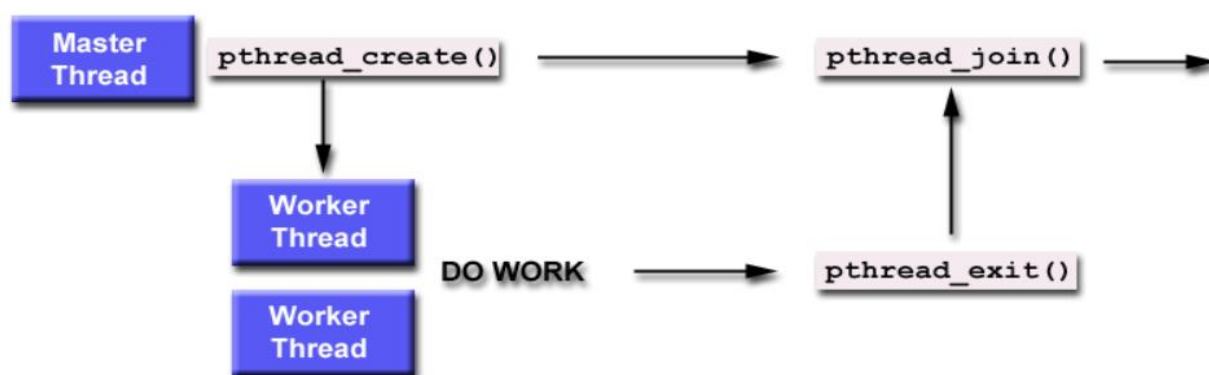 Master
Thread
pthread_create()
pthread_join()
Worker
Thread
DO WORK
pthread_exit()
Worker
Thread